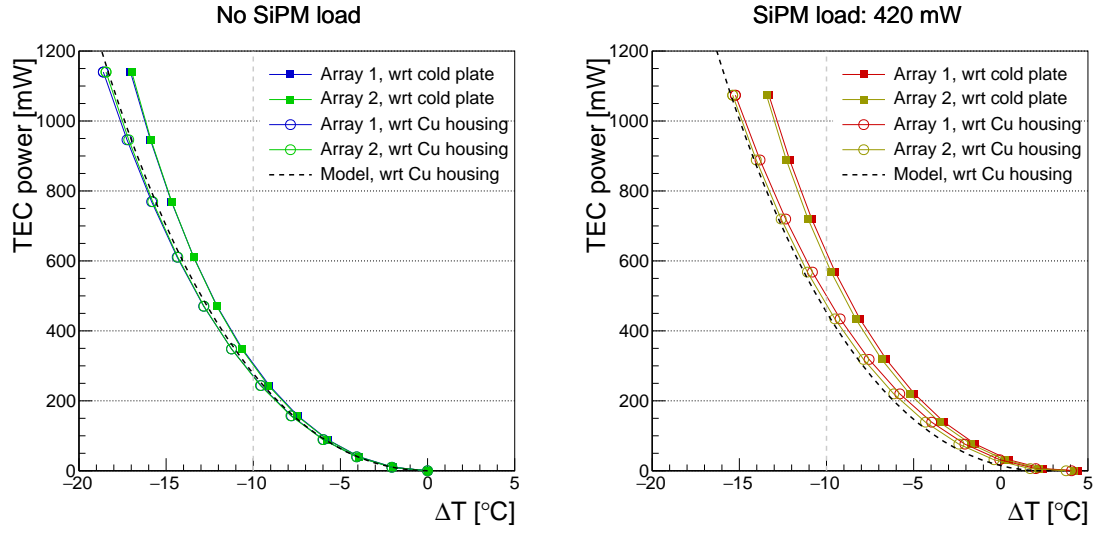 No SiPM load
TEC power [mW]
1200
1000
800
600
400
200
0
−20
−15
−10
−5
0
5
ΔT [°C]
Array 1, wrt cold plate
Array 2, wrt cold plate
Array 1, wrt Cu housing
Array 2, wrt Cu housing
Model, wrt Cu housing
SiPM load: 420 mW
TEC power [mW]
1200
1000
800
600
400
200
0
−20
−15
−10
−5
0
5
ΔT [°C]
Array 1, wrt cold plate
Array 2, wrt cold plate
Array 1, wrt Cu housing
Array 2, wrt Cu housing
Model, wrt Cu housing